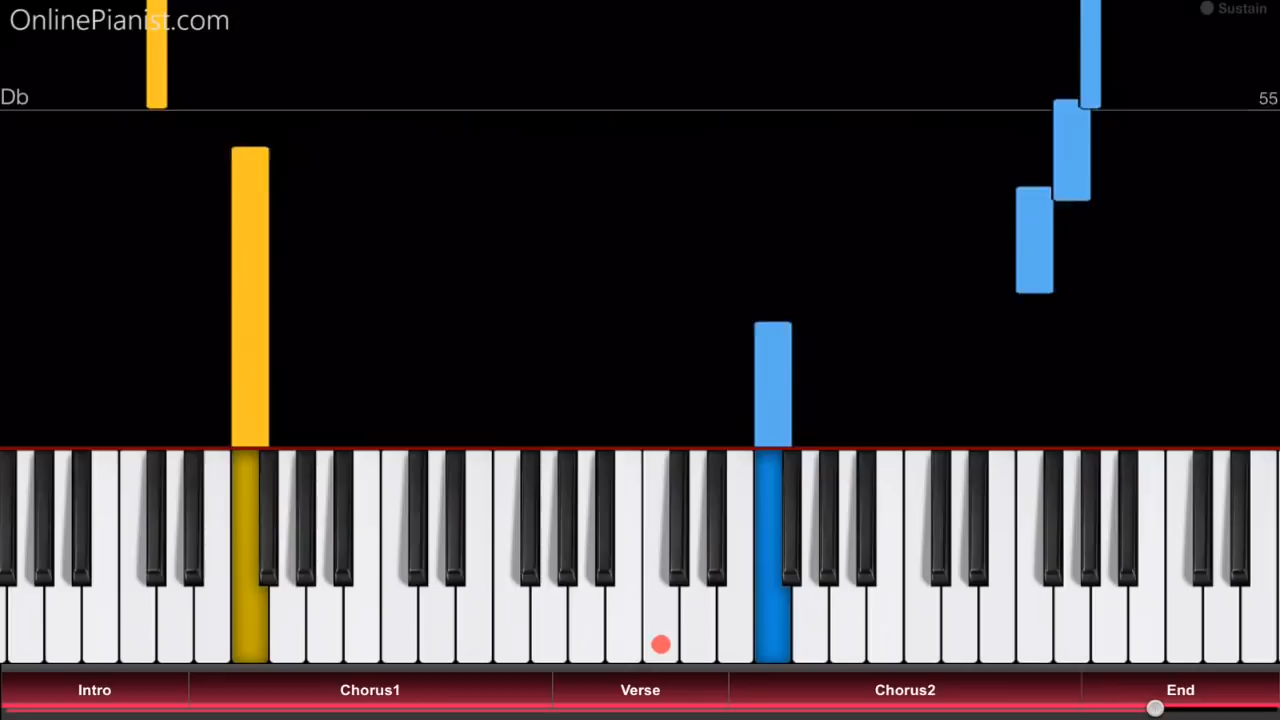 OnlinePianist.com
Sustain
Db
55
Intro
Chorus1
Verse
Chorus2
End